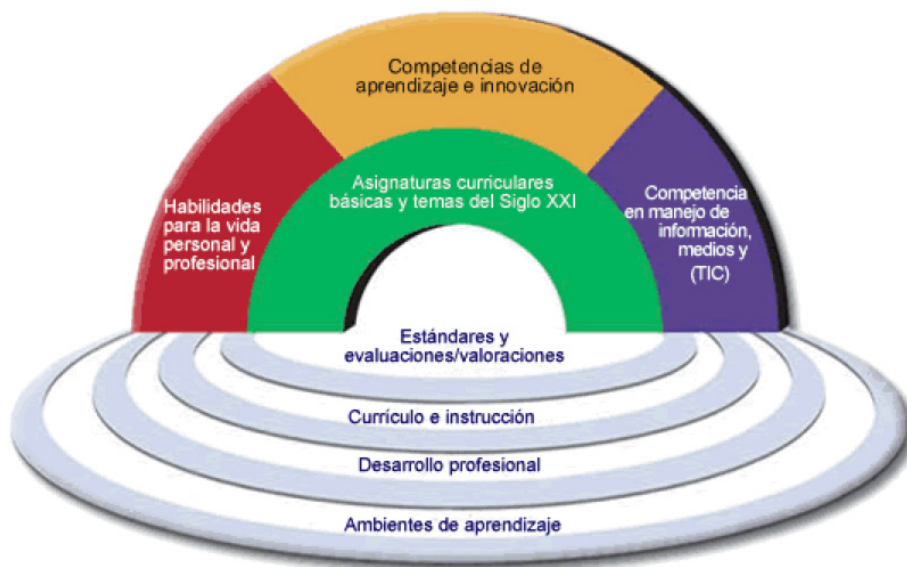 Competencias de
aprendizaje e innovación
Asignaturas curriculares
básicas y temas del Siglo XXI
Habilidades
para la vida
personal y
profesional
Competencia
en manejo de
información,
medios y
(TIC)
Estándares y
evaluaciones/valoraciones
Currículo e instrucción
Desarrollo profesional
Ambientes de aprendizaje